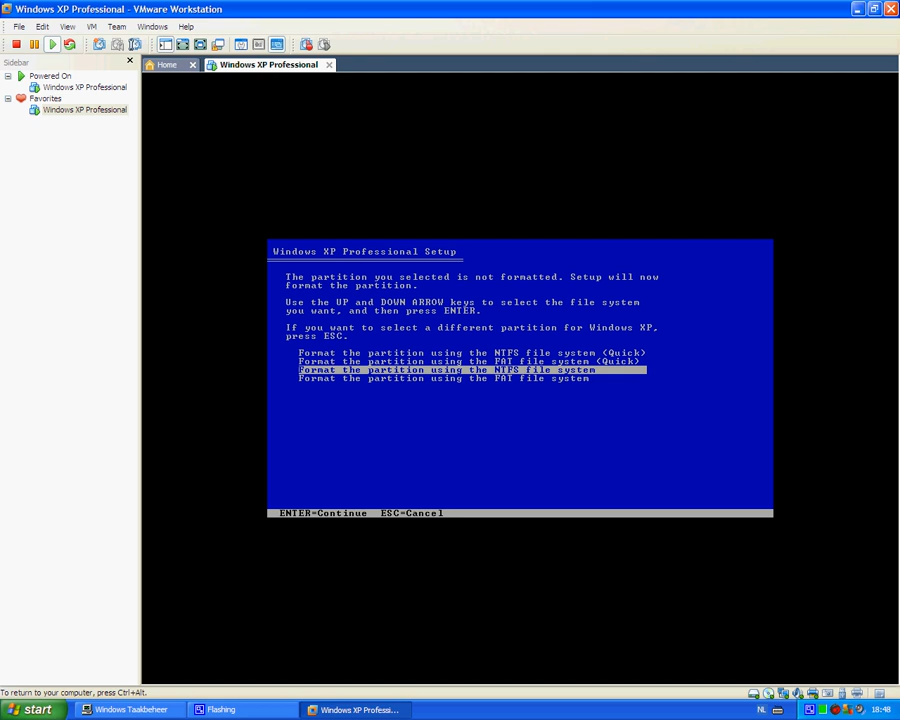 Windows XP Professional - VMware Workstation
File Edit View VM Team Windows Help
Sidebar
Home
Windows XP Professional
Powered On
Windows XP Professional
Favorites
Windows XP Professional
Windows XP Professional Setup
The partition you selected is not formatted. Setup will now
format the partition.
Use the UP and DOWN ARROW keys to select the file system
you want, and then press ENTER.
If you want to select a different partition for Windows XP,
press ESC.
Format the partition using the NTFS file system (Quick)
Format the partition using the FAT file system (Quick)
Format the partition using the NTFS file system
Format the partition using the FAT file system
ENTER=Continue ESC=Cancel
To return to your computer, press Ctrl+Alt.
start
Windows Taakbeheer
Flashing
Windows XP Professi...
NL
18:48